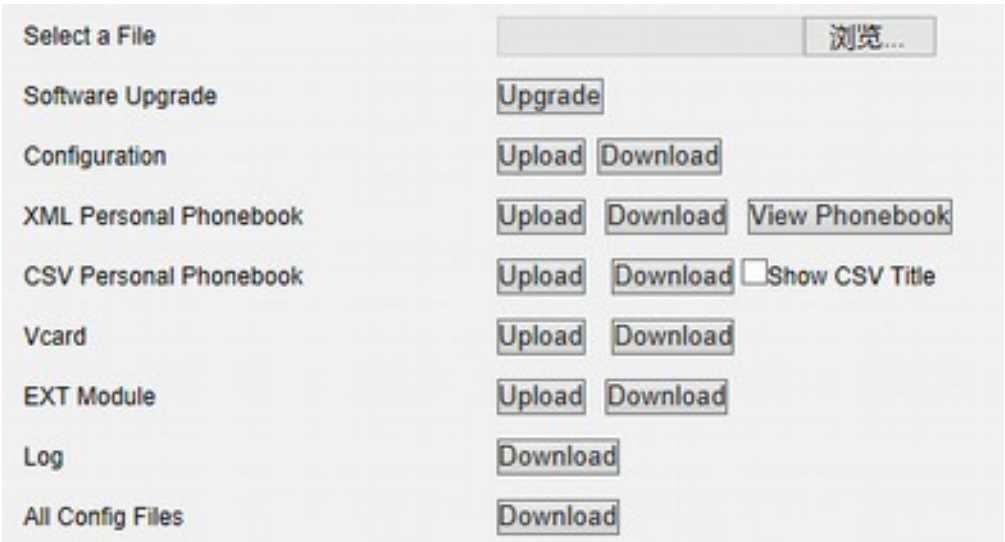 Select a File 浏览...
Software Upgrade Upgrade
Configuration Upload Download
XML Personal Phonebook Upload Download View Phonebook
CSV Personal Phonebook Upload Download Show CSV Title
Vcard Upload Download
EXT Module Upload Download
Log Download
All Config Files Download